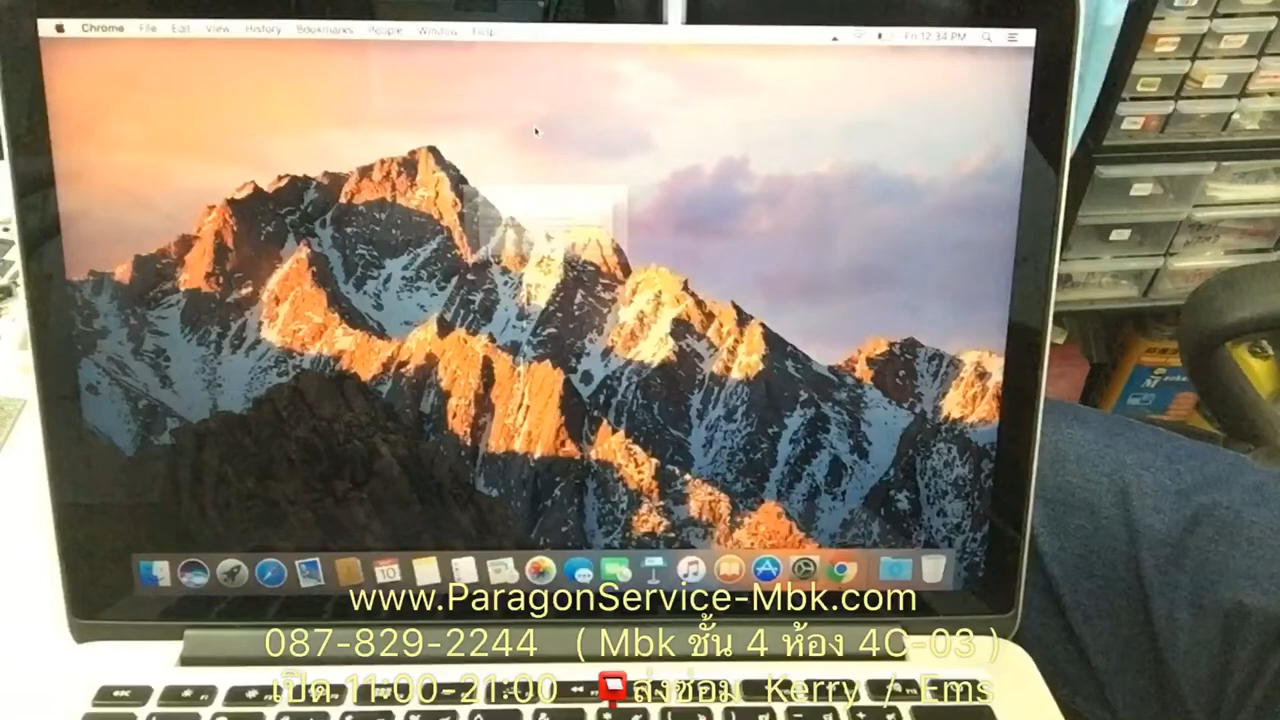 Chrome File Edit View History Bookmarks People Window Help Fri 12:34 PM
10
www.ParagonService-Mbk.com
087-829-2244 ( Mbk ชั้น 4 ห้อง 4C-03 )
เปิด 11:00-21:00 📮ส่งซ่อม Kerry / Ems
esc